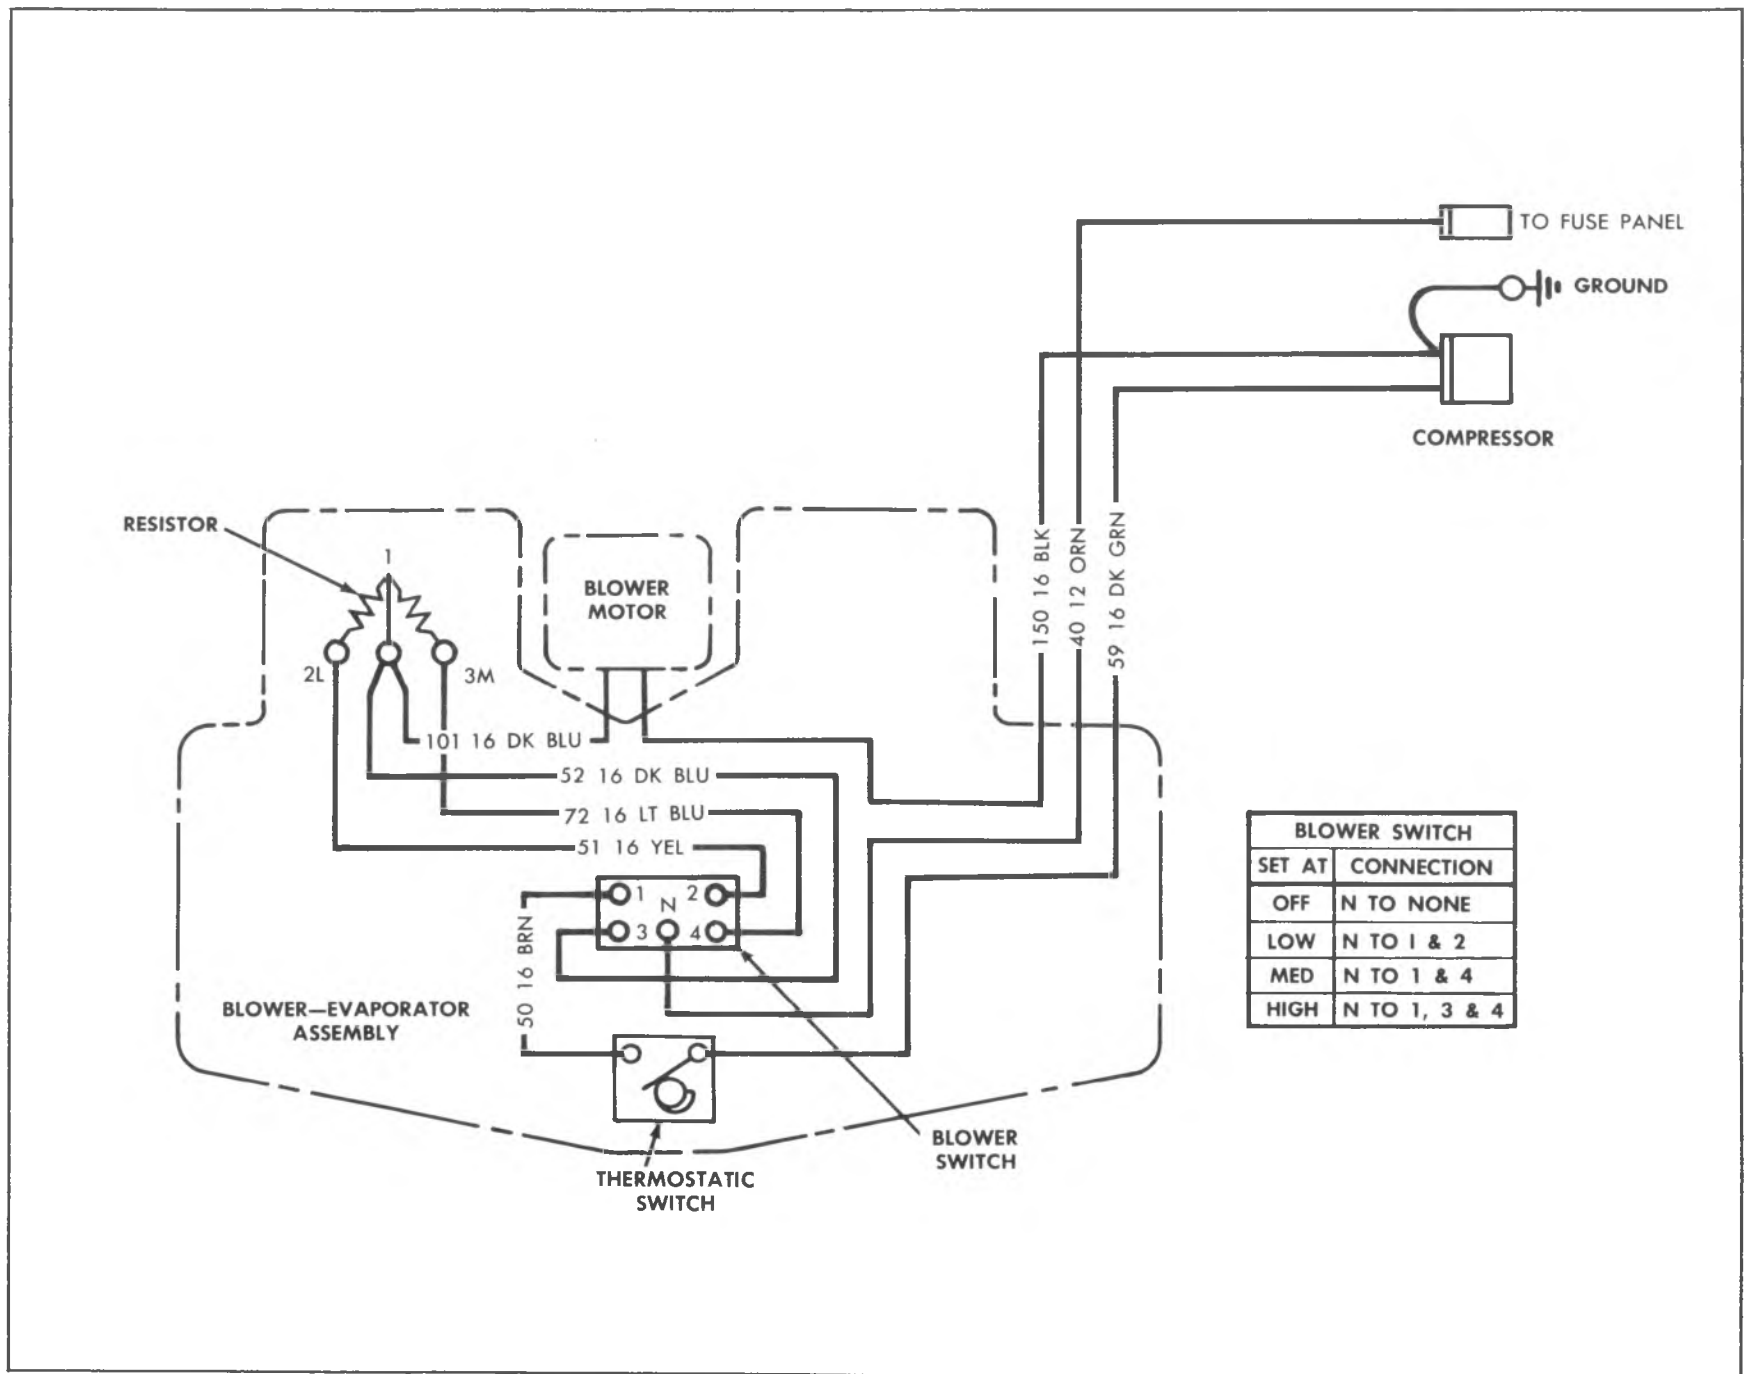 TO FUSE PANEL
GROUND
COMPRESSOR
RESISTOR
1
BLOWER
MOTOR
2L
3M
150 16 BLK
40 12 ORN
59 16 DK GRN
101 16 DK BLU
52 16 DK BLU
72 16 LT BLU
51 16 YEL
1
2
N
3
4
50 16 BRN
BLOWER SWITCH
SET AT CONNECTION
OFF N TO NONE
LOW N TO I & 2
MED N TO 1 & 4
HIGH N TO 1, 3 & 4
BLOWER—EVAPORATOR
ASSEMBLY
BLOWER
SWITCH
THERMOSTATIC
SWITCH